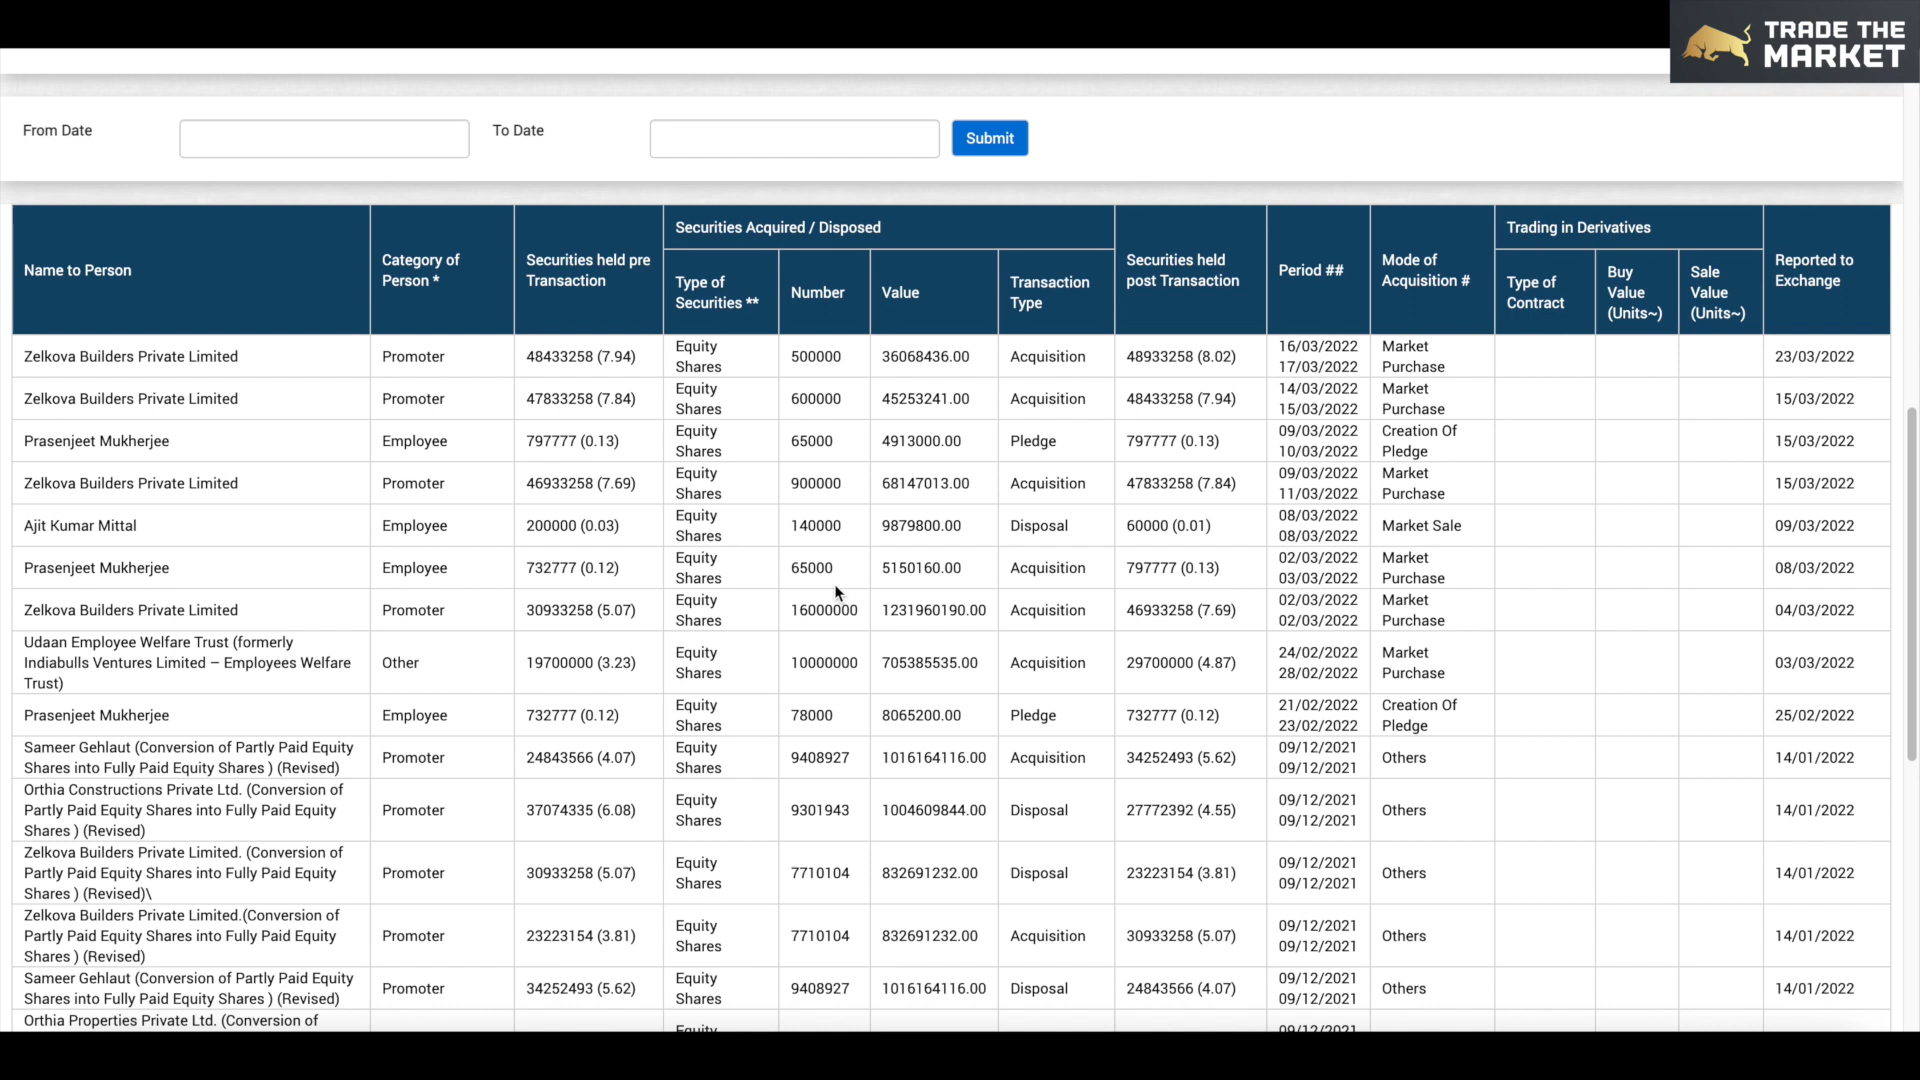 TRADE THE
MARKET
From Date To Date Submit
Name to Person Category of Person * Securities held pre Transaction Securities Acquired / Disposed Securities held post Transaction Period ## Mode of Acquisition # Trading in Derivatives Reported to Exchange
Type of Securities ** Number Value Transaction Type Type of Contract Buy Value (Units~) Sale Value (Units~)
Zelkova Builders Private Limited Promoter 48433258 (7.94) Equity Shares 500000 36068436.00 Acquisition 48933258 (8.02) 16/03/2022 17/03/2022 Market Purchase 23/03/2022
Zelkova Builders Private Limited Promoter 47833258 (7.84) Equity Shares 600000 45253241.00 Acquisition 48433258 (7.94) 14/03/2022 15/03/2022 Market Purchase 15/03/2022
Prasenjeet Mukherjee Employee 797777 (0.13) Equity Shares 65000 4913000.00 Pledge 797777 (0.13) 09/03/2022 10/03/2022 Creation Of Pledge 15/03/2022
Zelkova Builders Private Limited Promoter 46933258 (7.69) Equity Shares 900000 68147013.00 Acquisition 47833258 (7.84) 09/03/2022 11/03/2022 Market Purchase 15/03/2022
Ajit Kumar Mittal Employee 200000 (0.03) Equity Shares 140000 9879800.00 Disposal 60000 (0.01) 08/03/2022 08/03/2022 Market Sale 09/03/2022
Prasenjeet Mukherjee Employee 732777 (0.12) Equity Shares 65000 5150160.00 Acquisition 797777 (0.13) 02/03/2022 03/03/2022 Market Purchase 08/03/2022
Zelkova Builders Private Limited Promoter 30933258 (5.07) Equity Shares 16000000 1231960190.00 Acquisition 46933258 (7.69) 02/03/2022 02/03/2022 Market Purchase 04/03/2022
Udaan Employee Welfare Trust (formerly Indiabulls Ventures Limited – Employees Welfare Trust) Other 19700000 (3.23) Equity Shares 10000000 705385535.00 Acquisition 29700000 (4.87) 24/02/2022 28/02/2022 Market Purchase 03/03/2022
Prasenjeet Mukherjee Employee 732777 (0.12) Equity Shares 78000 8065200.00 Pledge 732777 (0.12) 21/02/2022 23/02/2022 Creation Of Pledge 25/02/2022
Sameer Gehlaut (Conversion of Partly Paid Equity Shares into Fully Paid Equity Shares ) (Revised) Promoter 24843566 (4.07) Equity Shares 9408927 1016164116.00 Acquisition 34252493 (5.62) 09/12/2021 09/12/2021 Others 14/01/2022
Orthia Constructions Private Ltd. (Conversion of Partly Paid Equity Shares into Fully Paid Equity Shares ) (Revised) Promoter 37074335 (6.08) Equity Shares 9301943 1004609844.00 Disposal 27772392 (4.55) 09/12/2021 09/12/2021 Others 14/01/2022
Zelkova Builders Private Limited. (Conversion of Partly Paid Equity Shares into Fully Paid Equity Shares ) (Revised)\ Promoter 30933258 (5.07) Equity Shares 7710104 832691232.00 Disposal 23223154 (3.81) 09/12/2021 09/12/2021 Others 14/01/2022
Zelkova Builders Private Limited.(Conversion of Partly Paid Equity Shares into Fully Paid Equity Shares ) (Revised) Promoter 23223154 (3.81) Equity Shares 7710104 832691232.00 Acquisition 30933258 (5.07) 09/12/2021 09/12/2021 Others 14/01/2022
Sameer Gehlaut (Conversion of Partly Paid Equity Shares into Fully Paid Equity Shares ) (Revised) Promoter 34252493 (5.62) Equity Shares 9408927 1016164116.00 Disposal 24843566 (4.07) 09/12/2021 09/12/2021 Others 14/01/2022
Orthia Properties Private Ltd. (Conversion of Equity 09/12/2021